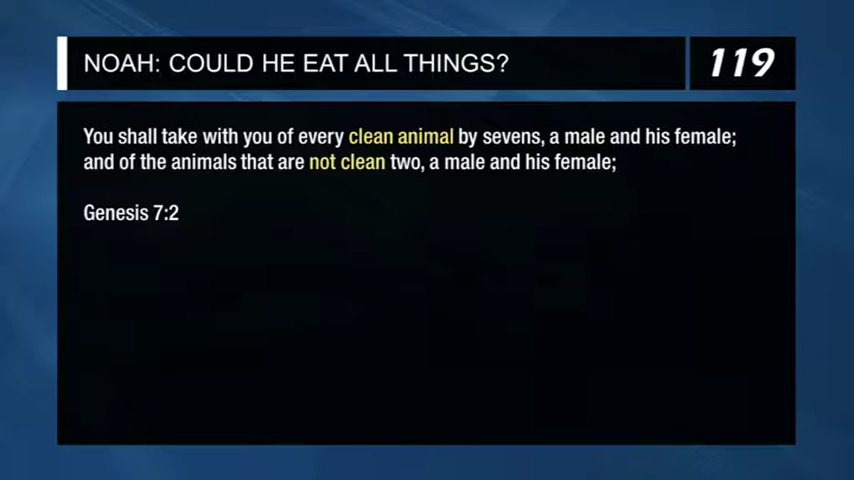 NOAH: COULD HE EAT ALL THINGS?
119
You shall take with you of every clean animal by sevens, a male and his female;
and of the animals that are not clean two, a male and his female;
Genesis 7:2